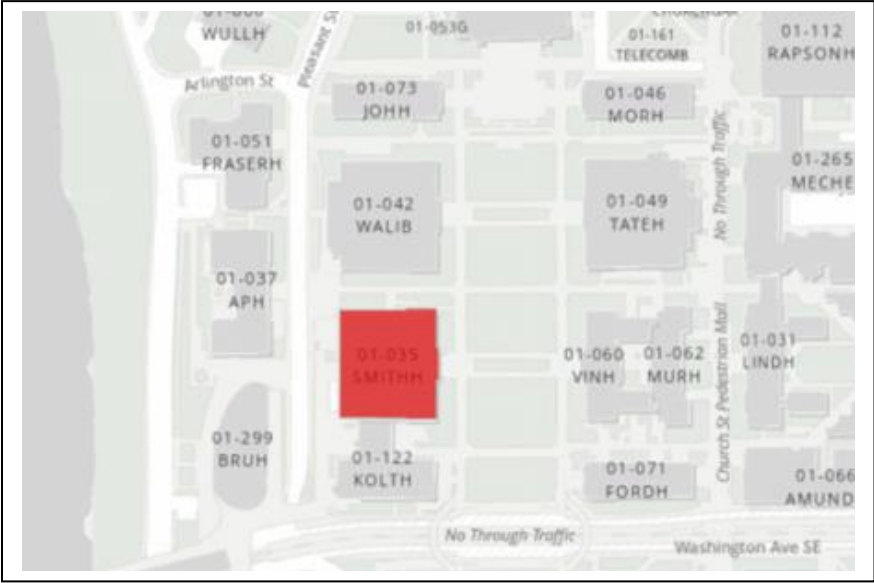 WULLH
01-053G
01-161
TELECOMB
01-112
RAPSONH
Arlington St
Pleasant St
01-073
JOHH
01-046
MORH
No Through Traffic
01-051
FRASERH
01-265
MECHE
01-042
WALIB
01-049
TATEH
01-037
APH
01-035
SMITHH
01-060
VINH
01-062
MURH
Church St Pedestrian Mall
01-031
LINDH
01-299
BRUH
01-122
KOLTH
01-071
FORDH
01-066
AMUND
No Through Traffic
Washington Ave SE